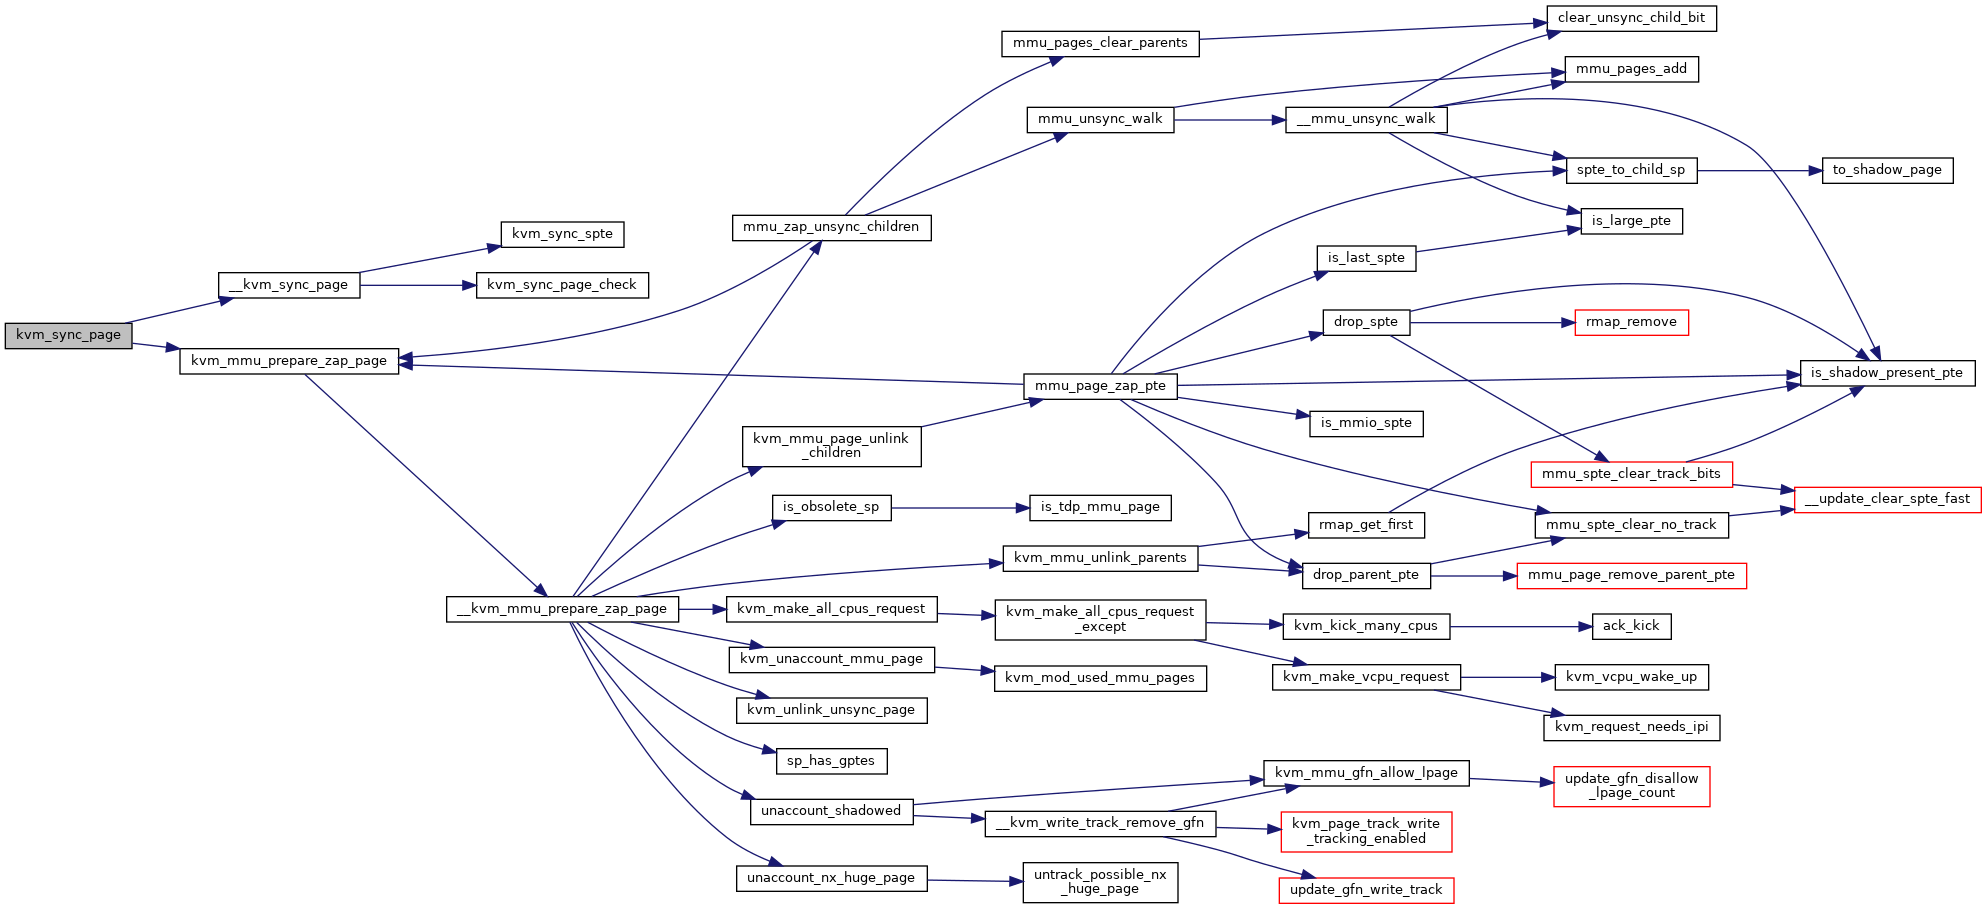 clear_unsync_child_bit
mmu_pages_clear_parents
mmu_pages_add
mmu_unsync_walk
__mmu_unsync_walk
spte_to_child_sp
to_shadow_page
is_large_pte
mmu_zap_unsync_children
kvm_sync_spte
is_last_spte
__kvm_sync_page
kvm_sync_page_check
drop_spte
rmap_remove
kvm_sync_page
kvm_mmu_prepare_zap_page
is_shadow_present_pte
mmu_page_zap_pte
is_mmio_spte
kvm_mmu_page_unlink
_children
mmu_spte_clear_track_bits
__update_clear_spte_fast
is_obsolete_sp
is_tdp_mmu_page
rmap_get_first
mmu_spte_clear_no_track
kvm_mmu_unlink_parents
drop_parent_pte
mmu_page_remove_parent_pte
__kvm_mmu_prepare_zap_page
kvm_make_all_cpus_request
kvm_make_all_cpus_request
_except
kvm_kick_many_cpus
ack_kick
kvm_unaccount_mmu_page
kvm_mod_used_mmu_pages
kvm_make_vcpu_request
kvm_vcpu_wake_up
kvm_unlink_unsync_page
kvm_request_needs_ipi
sp_has_gptes
kvm_mmu_gfn_allow_lpage
update_gfn_disallow
_lpage_count
unaccount_shadowed
__kvm_write_track_remove_gfn
kvm_page_track_write
_tracking_enabled
unaccount_nx_huge_page
untrack_possible_nx
_huge_page
update_gfn_write_track